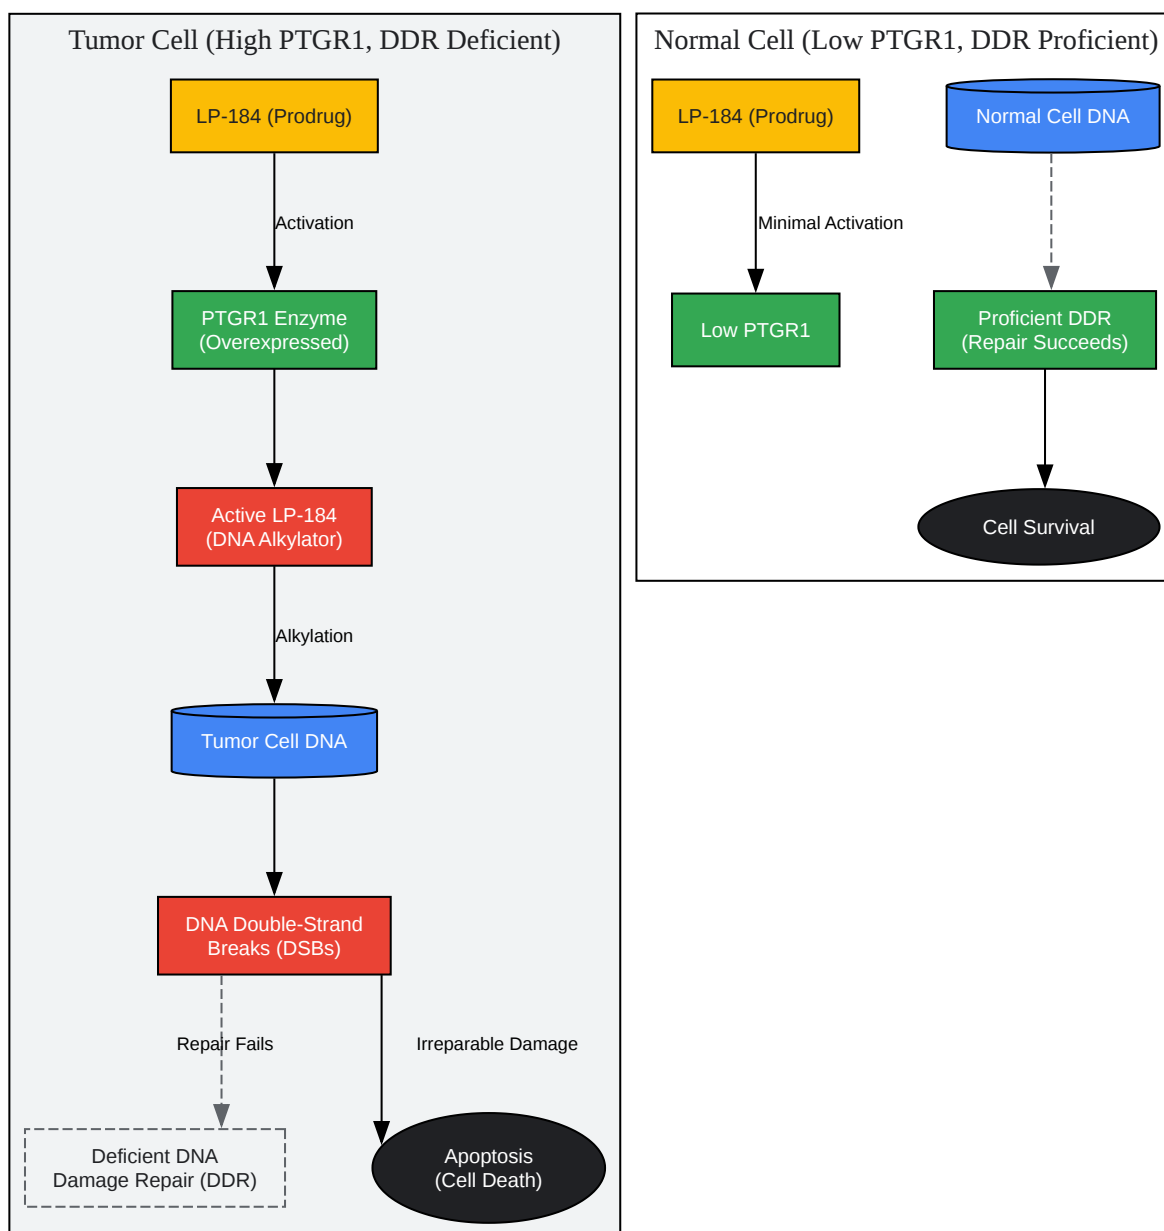 Tumor Cell (High PTGR1, DDR Deficient)
LP-184 (Prodrug)
Activation
PTGR1 Enzyme
(Overexpressed)
Active LP-184
(DNA Alkylator)
Alkylation
Tumor Cell DNA
DNA Double-Strand
Breaks (DSBs)
Repair Fails
Irreparable Damage
Deficient DNA
Damage Repair (DDR)
Apoptosis
(Cell Death)
Normal Cell (Low PTGR1, DDR Proficient)
LP-184 (Prodrug)
Normal Cell DNA
Minimal Activation
Low PTGR1
Proficient DDR
(Repair Succeeds)
Cell Survival